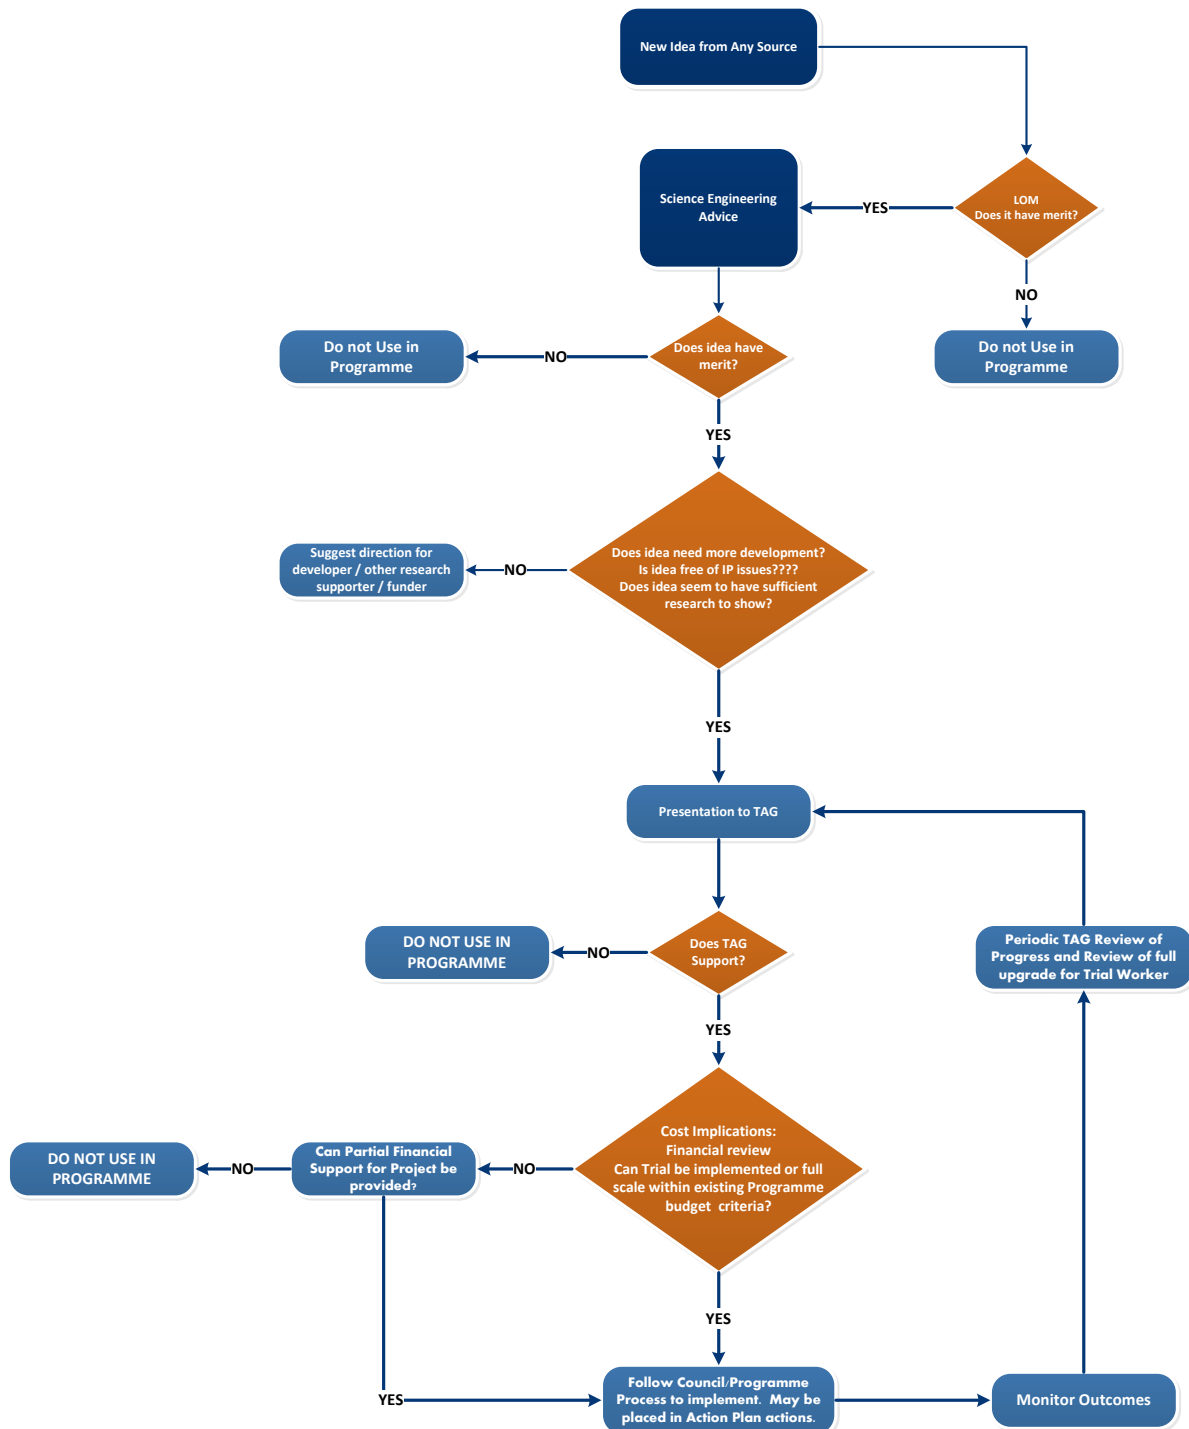 New Idea from Any Source
Science Engineering
Advice
YES
LOM
Does it have merit?
NO
Do not Use in
Programme
NO
Does idea have
merit?
Do not Use in
Programme
YES
Suggest direction for
developer / other research
supporter / funder
NO
Does idea need more development?
Is idea free of IP issues????
Does idea seem to have sufficient
research to show?
YES
Presentation to TAG
DO NOT USE IN
PROGRAMME
NO
Does TAG
Support?
Periodic TAG Review of
Progress and Review of full
upgrade for Trial Worker
YES
DO NOT USE IN
PROGRAMME
NO
Can Partial Financial
Support for Project be
provided?
NO
Cost Implications:
Financial review
Can Trial be implemented or full
scale within existing Programme
budget criteria?
YES
YES
Follow Council/Programme
Process to implement. May be
placed in Action Plan actions.
Monitor Outcomes